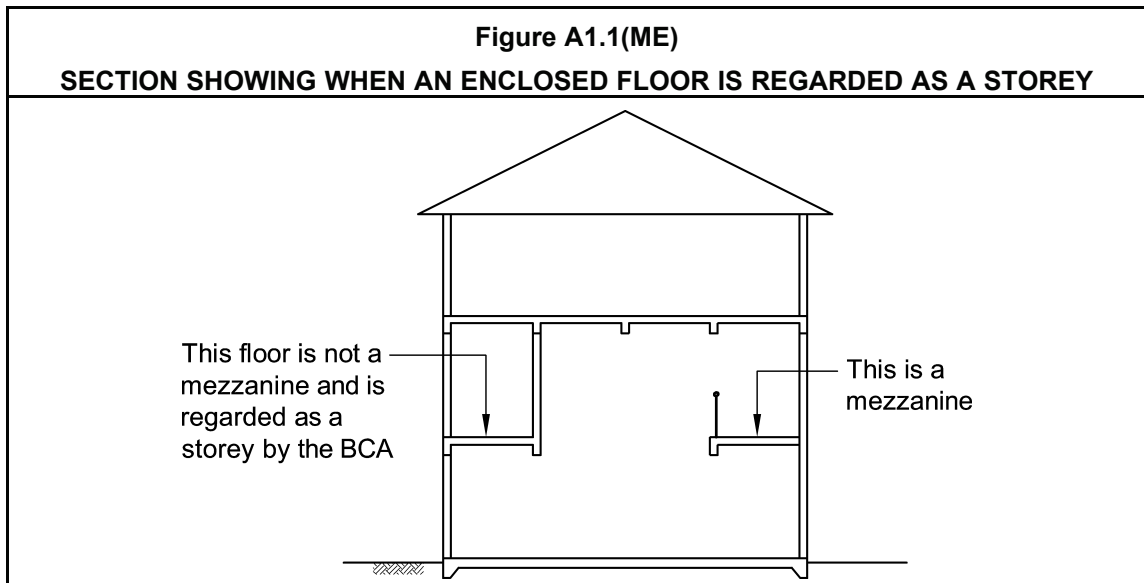 Figure A1.1(ME)
SECTION SHOWING WHEN AN ENCLOSED FLOOR IS REGARDED AS A STOREY
This floor is not a
mezzanine and is
regarded as a
storey by the BCA
This is a
mezzanine